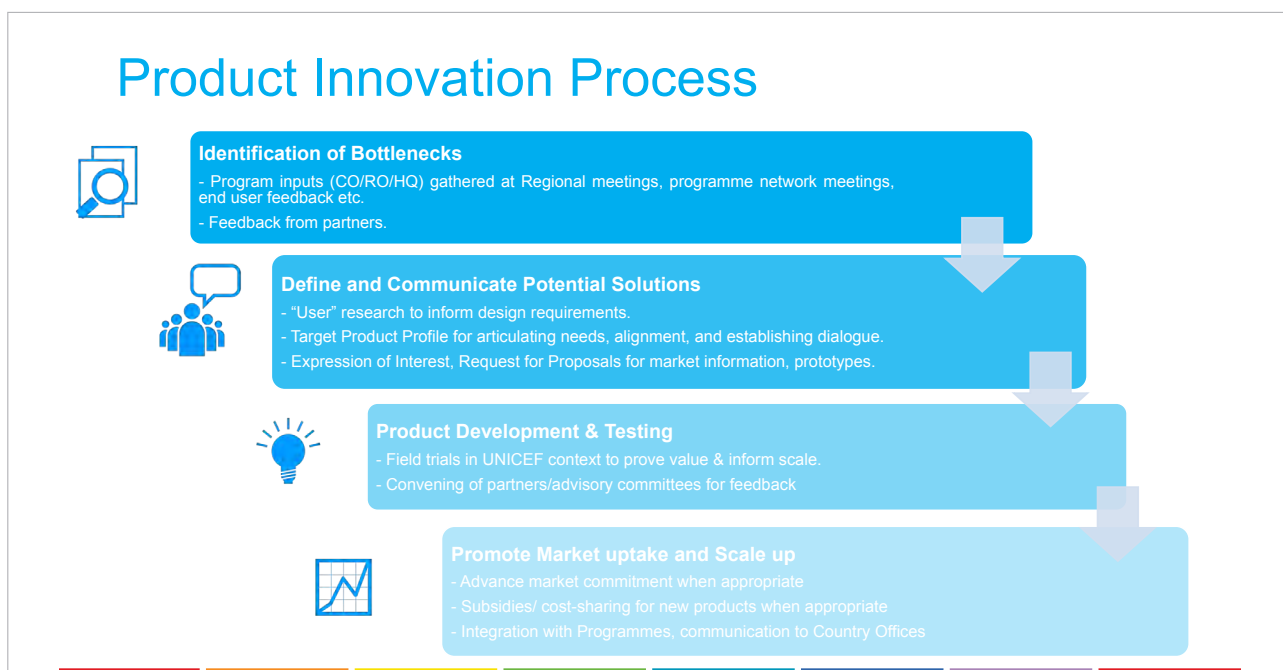 Product Innovation Process
Identification of Bottlenecks
- Program inputs (CO/RO/HQ) gathered at Regional meetings, programme network meetings,
end user feedback etc.
- Feedback from partners.
Define and Communicate Potential Solutions
- “User” research to inform design requirements.
- Target Product Profile for articulating needs, alignment, and establishing dialogue.
- Expression of Interest, Request for Proposals for market information, prototypes.
Product Development & Testing
- Field trials in UNICEF context to prove value & inform scale.
- Convening of partners/advisory committees for feedback
Promote Market uptake and Scale up
- Advance market commitment when appropriate
- Subsidies/ cost-sharing for new products when appropriate
- Integration with Programmes, communication to Country Offices